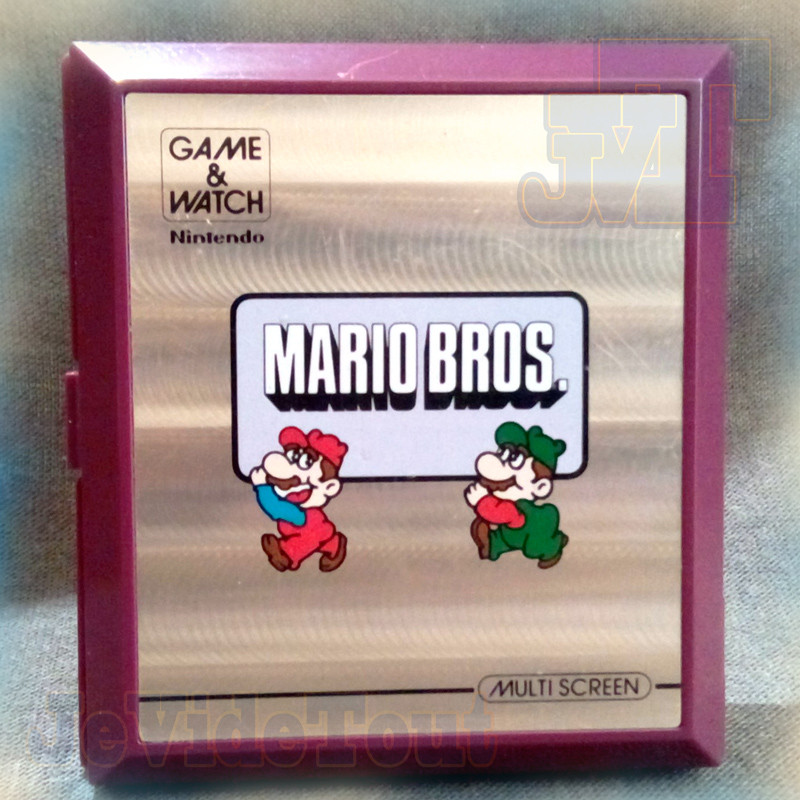 GAME
&
WATCH
Nintendo
MARIO BROS.
MULTI SCREEN
JeVideTout